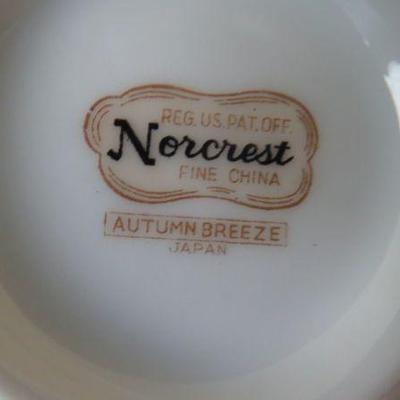 REG. US. PAT. OFF.
Norcrest
FINE CHINA
AUTUMN BREEZE
JAPAN